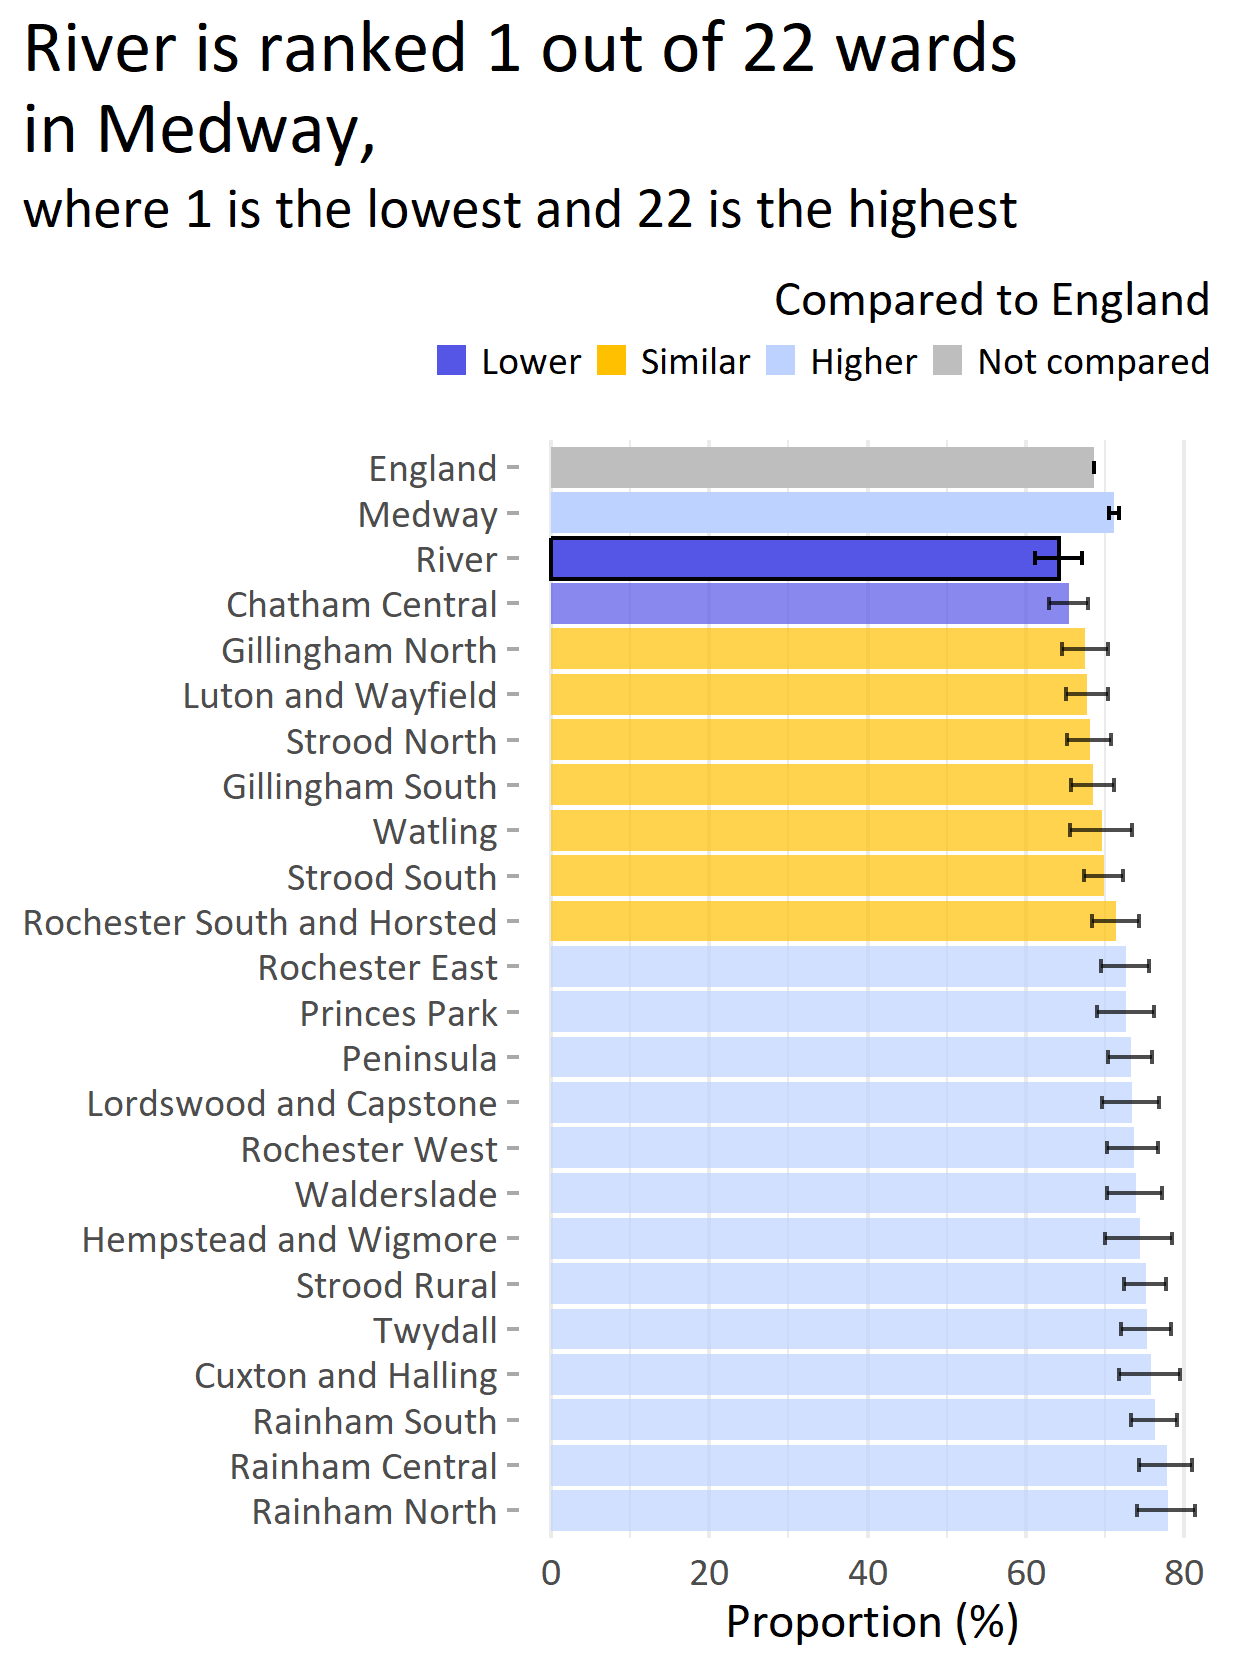 River is ranked 1 out of 22 wards
in Medway,
where 1 is the lowest and 22 is the highest
Compared to England
Lower Similar Higher Not compared
England
Medway
River
Chatham Central
Gillingham North
Luton and Wayfield
Strood North
Gillingham South
Watling
Strood South
Rochester South and Horsted
Rochester East
Princes Park
Peninsula
Lordswood and Capstone
Rochester West
Walderslade
Hempstead and Wigmore
Strood Rural
Twydall
Cuxton and Halling
Rainham South
Rainham Central
Rainham North
0 20 40 60 80
Proportion (%)